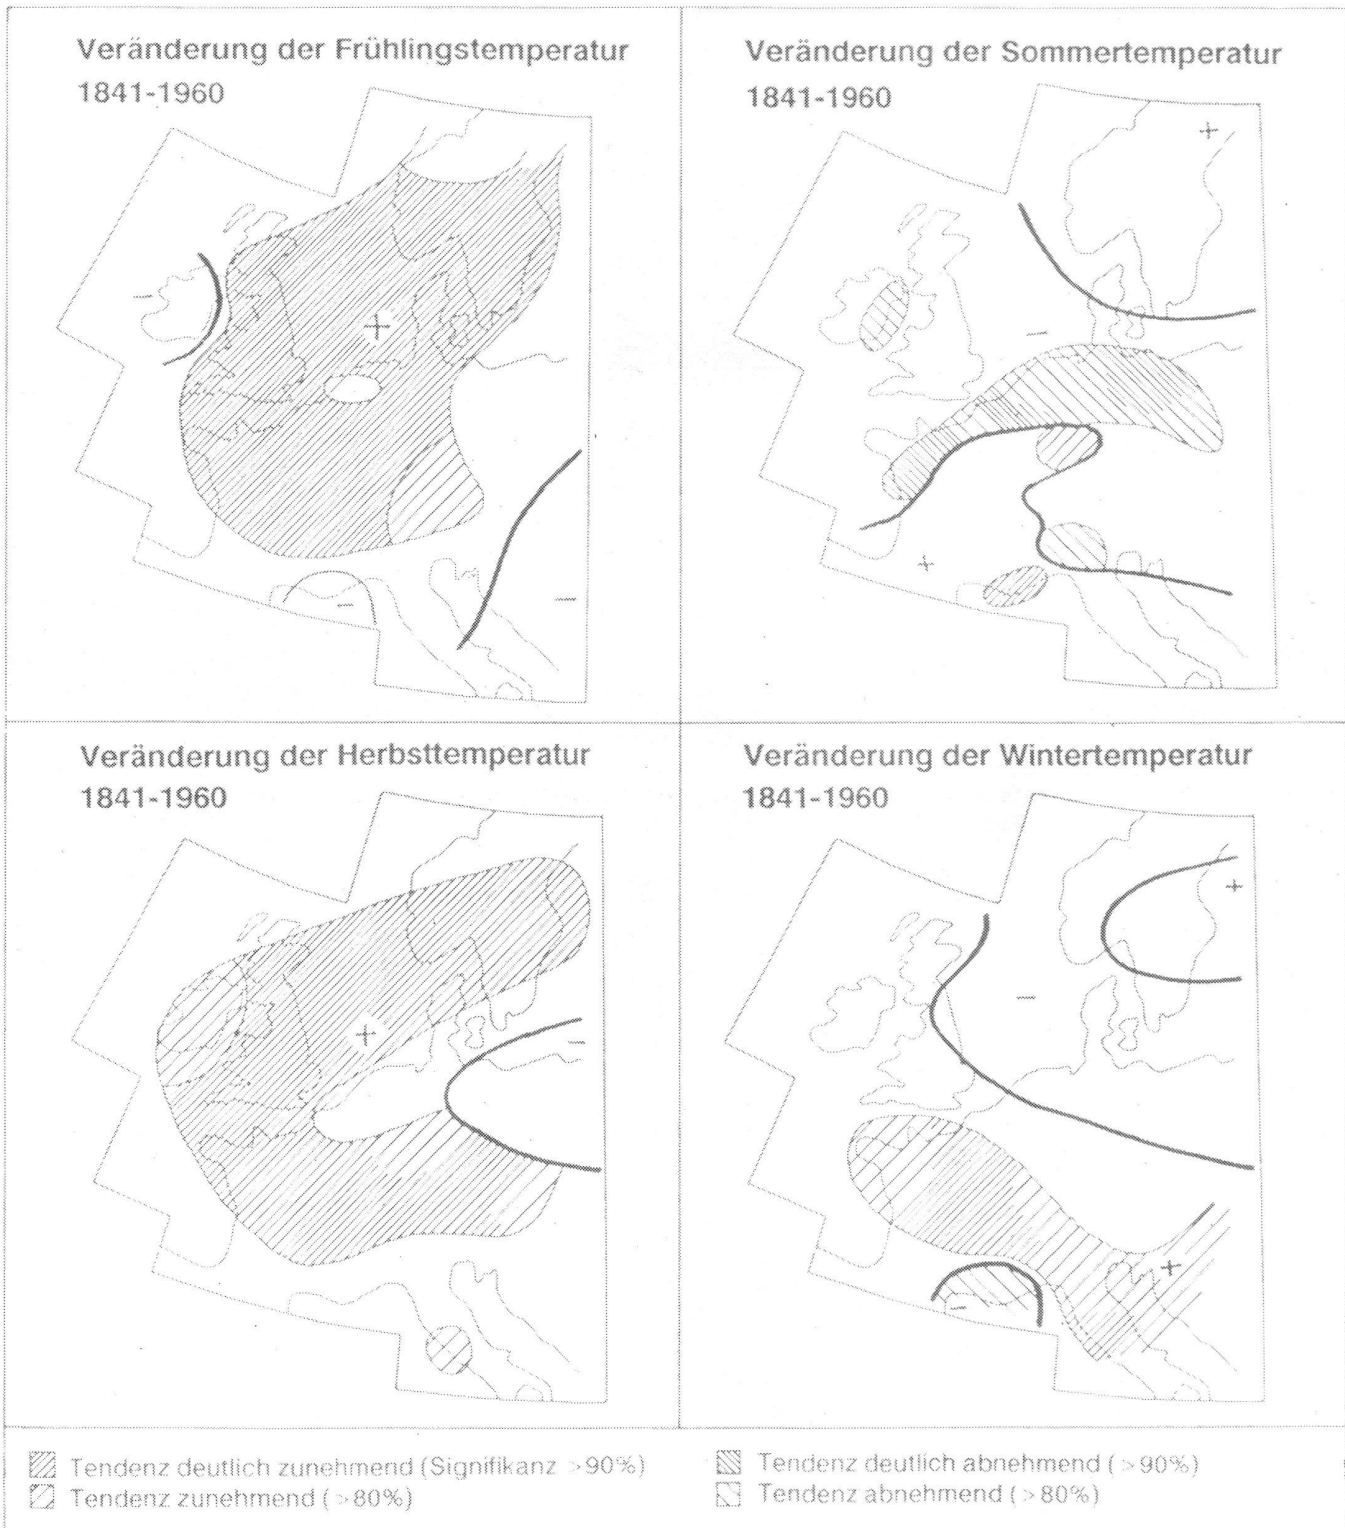 Veränderung der Frühlingstemperatur
1841-1960
Veränderung der Sommertemperatur
1841-1960
Veränderung der Herbsttemperatur
1841-1960
Veränderung der Wintertemperatur
1841-1960
Tendenz deutlich zunehmend (Signifikanz >90%)
Tendenz zunehmend (>80%)
Tendenz deutlich abnehmend (>90%)
Tendenz abnehmend (>80%)